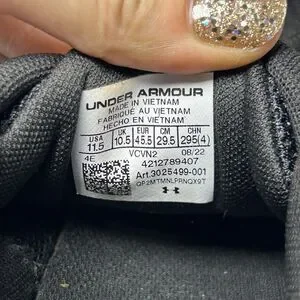 UNDER ARMOUR
MADE IN VIETNAM
FABRIQUÉ AU VIETNAM
HECHO EN VIETNAM
USA UK EUR CM CHN
11.5 10.5 45.5 29.5 295(4)
4E VCVN2 08/22
4212789407
Art.3025499-001
QP2MTMNLPRNQX9T